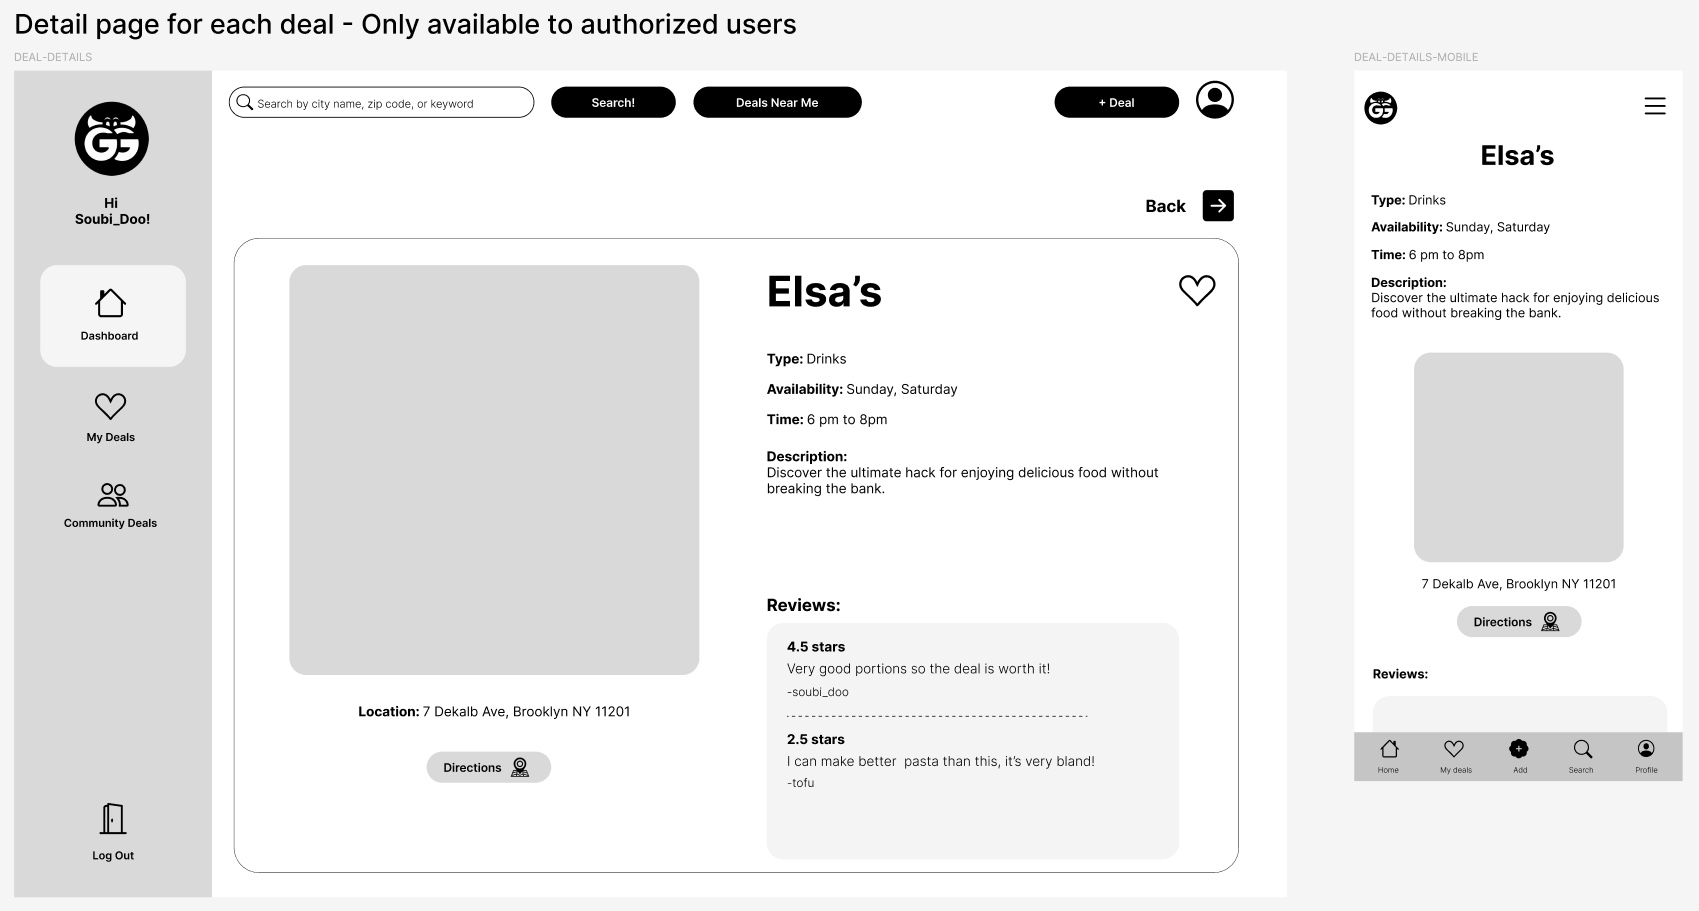 Detail page for each deal - Only available to authorized users
DEAL-DETAILS
GG
Hi
Soubi_Doo!
Dashboard
My Deals
Community Deals
Log Out
Search by city name, zip code, or keyword
Search!
Deals Near Me
+ Deal
Back
Elsa’s
Type: Drinks
Availability: Sunday, Saturday
Time: 6 pm to 8pm
Description:
Discover the ultimate hack for enjoying delicious food without
breaking the bank.
Location: 7 Dekalb Ave, Brooklyn NY 11201
Directions
Reviews:
4.5 stars
Very good portions so the deal is worth it!
-soubi_doo
2.5 stars
I can make better  pasta than this, it’s very bland!
-tofu
DEAL-DETAILS-MOBILE
GG
Elsa’s
Type: Drinks
Availability: Sunday, Saturday
Time: 6 pm to 8pm
Description:
Discover the ultimate hack for enjoying delicious
food without breaking the bank.
7 Dekalb Ave, Brooklyn NY 11201
Directions
Reviews:
Home
My deals
Add
Search
Profile